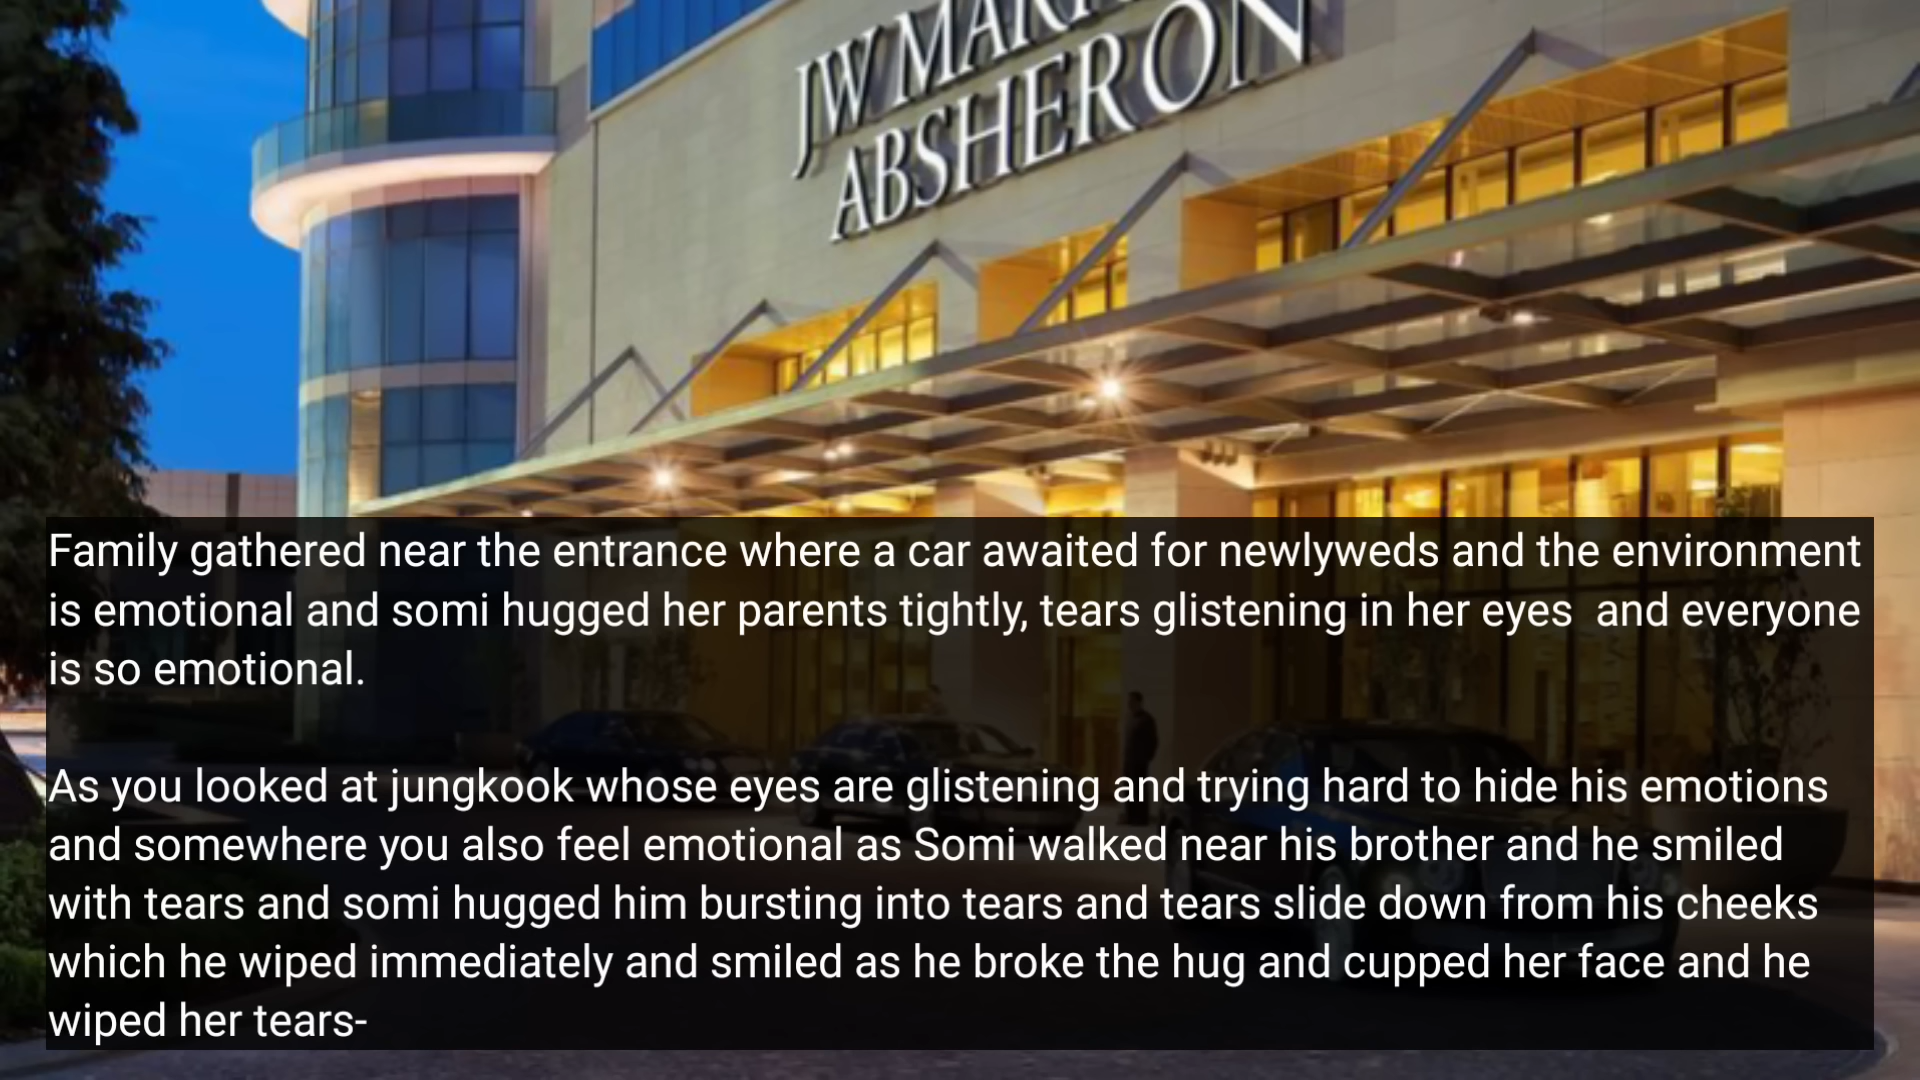 JW MAR
ABSHERON
Family gathered near the entrance where a car awaited for newlyweds and the environment
is emotional and somi hugged her parents tightly, tears glistening in her eyes  and everyone
is so emotional.
As you looked at jungkook whose eyes are glistening and trying hard to hide his emotions
and somewhere you also feel emotional as Somi walked near his brother and he smiled
with tears and somi hugged him bursting into tears and tears slide down from his cheeks
which he wiped immediately and smiled as he broke the hug and cupped her face and he
wiped her tears-